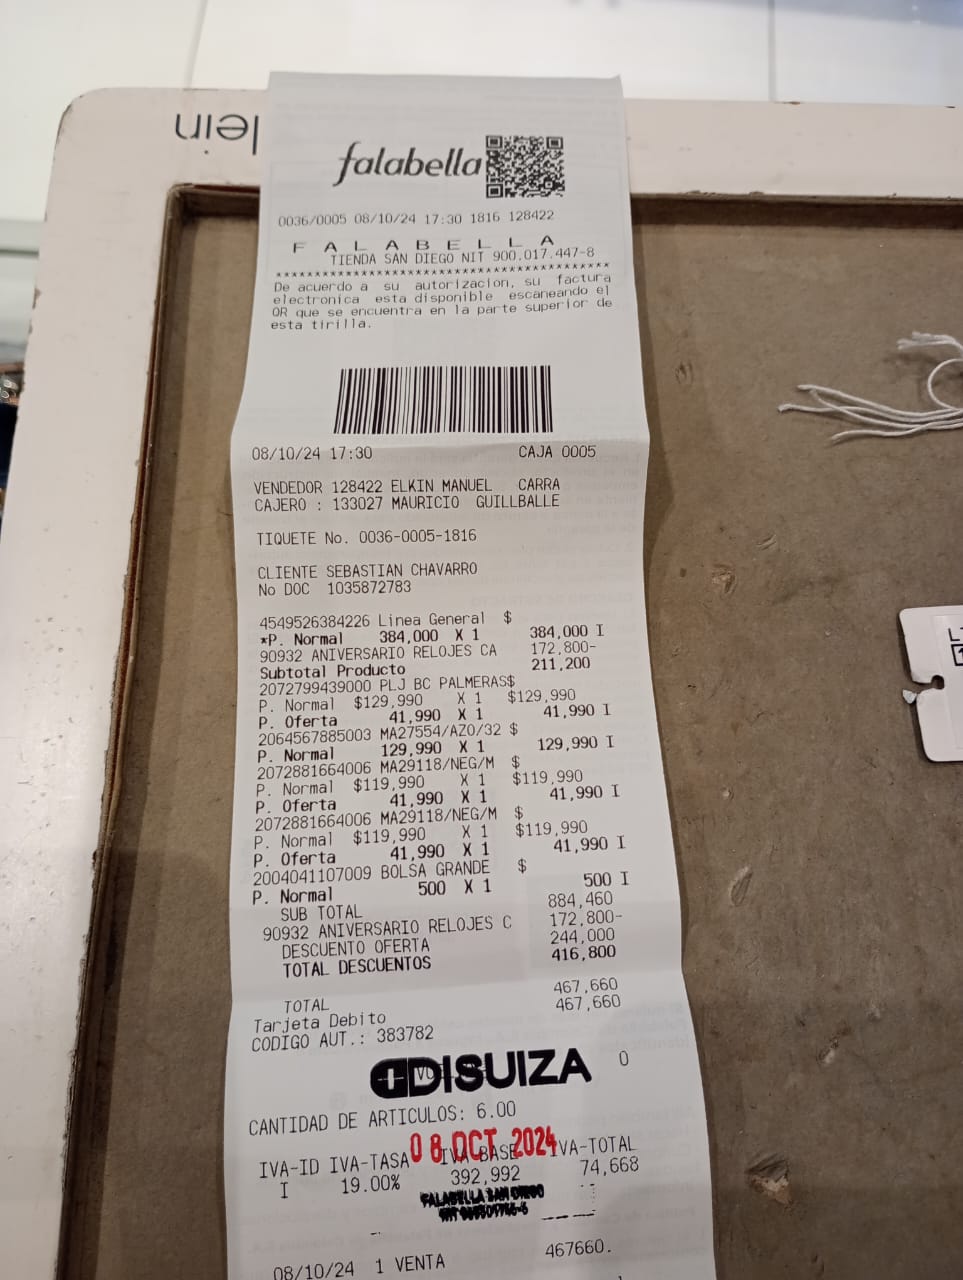 lein
falabella
0036/0005 08/10/24 17:30 1816 128422
F A L A B E L L A
TIENDA SAN DIEGO NIT 900.017.447-8
******************************************
De acuerdo a su autorizacion, su factura
electronica esta disponible escaneando el
QR que se encuentra en la parte superior de
esta tirilla.
08/10/24 17:30 CAJA 0005
VENDEDOR 128422 ELKIN MANUEL CARRA
CAJERO : 133027 MAURICIO GUILLBALLE
TIQUETE No. 0036-0005-1816
CLIENTE SEBASTIAN CHAVARRO
No DOC 1035872783
4549526384226 Linea General $
*P. Normal 384,000 X 1 384,000 I
90932 ANIVERSARIO RELOJES CA 172,800-
Subtotal Producto 211,200
2072799439000 PLJ BC PALMERAS$
P. Normal $129,990 X 1 $129,990
P. Oferta 41,990 X 1 41,990 I
2064567885003 MA27554/AZO/32 $
P. Normal 129,990 X 1 129,990 I
2072881664006 MA29118/NEG/M $
P. Normal $119,990 X 1 $119,990
P. Oferta 41,990 X 1 41,990 I
2072881664006 MA29118/NEG/M $
P. Normal $119,990 X 1 $119,990
P. Oferta 41,990 X 1 41,990 I
2004041107009 BOLSA GRANDE $
P. Normal 500 X 1 500 I
SUB TOTAL 884,460
90932 ANIVERSARIO RELOJES C 172,800-
DESCUENTO OFERTA 244,000
TOTAL DESCUENTOS 416,800
TOTAL 467,660
Tarjeta Debito 467,660
CODIGO AUT.: 383782
DISUIZA 0
CANTIDAD DE ARTICULOS: 6.00
08 OCT 2024
IVA-ID IVA-TASA IVA-BASE IVA-TOTAL
I 19.00% 392,992 74,668
FALABELLA SAN DIEGO
08/10/24 1 VENTA 467660.